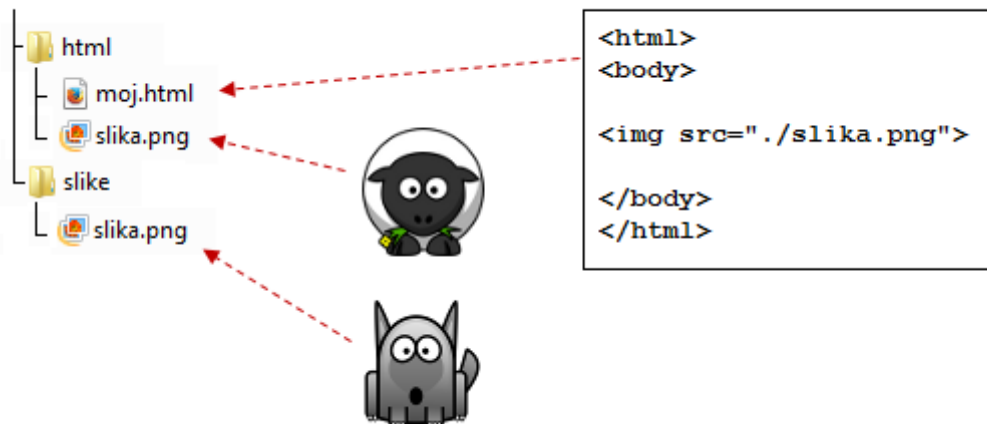 html
moj.html
slika.png
slike
slika.png
<html>
<body>
<img src="./slika.png">
</body>
</html>